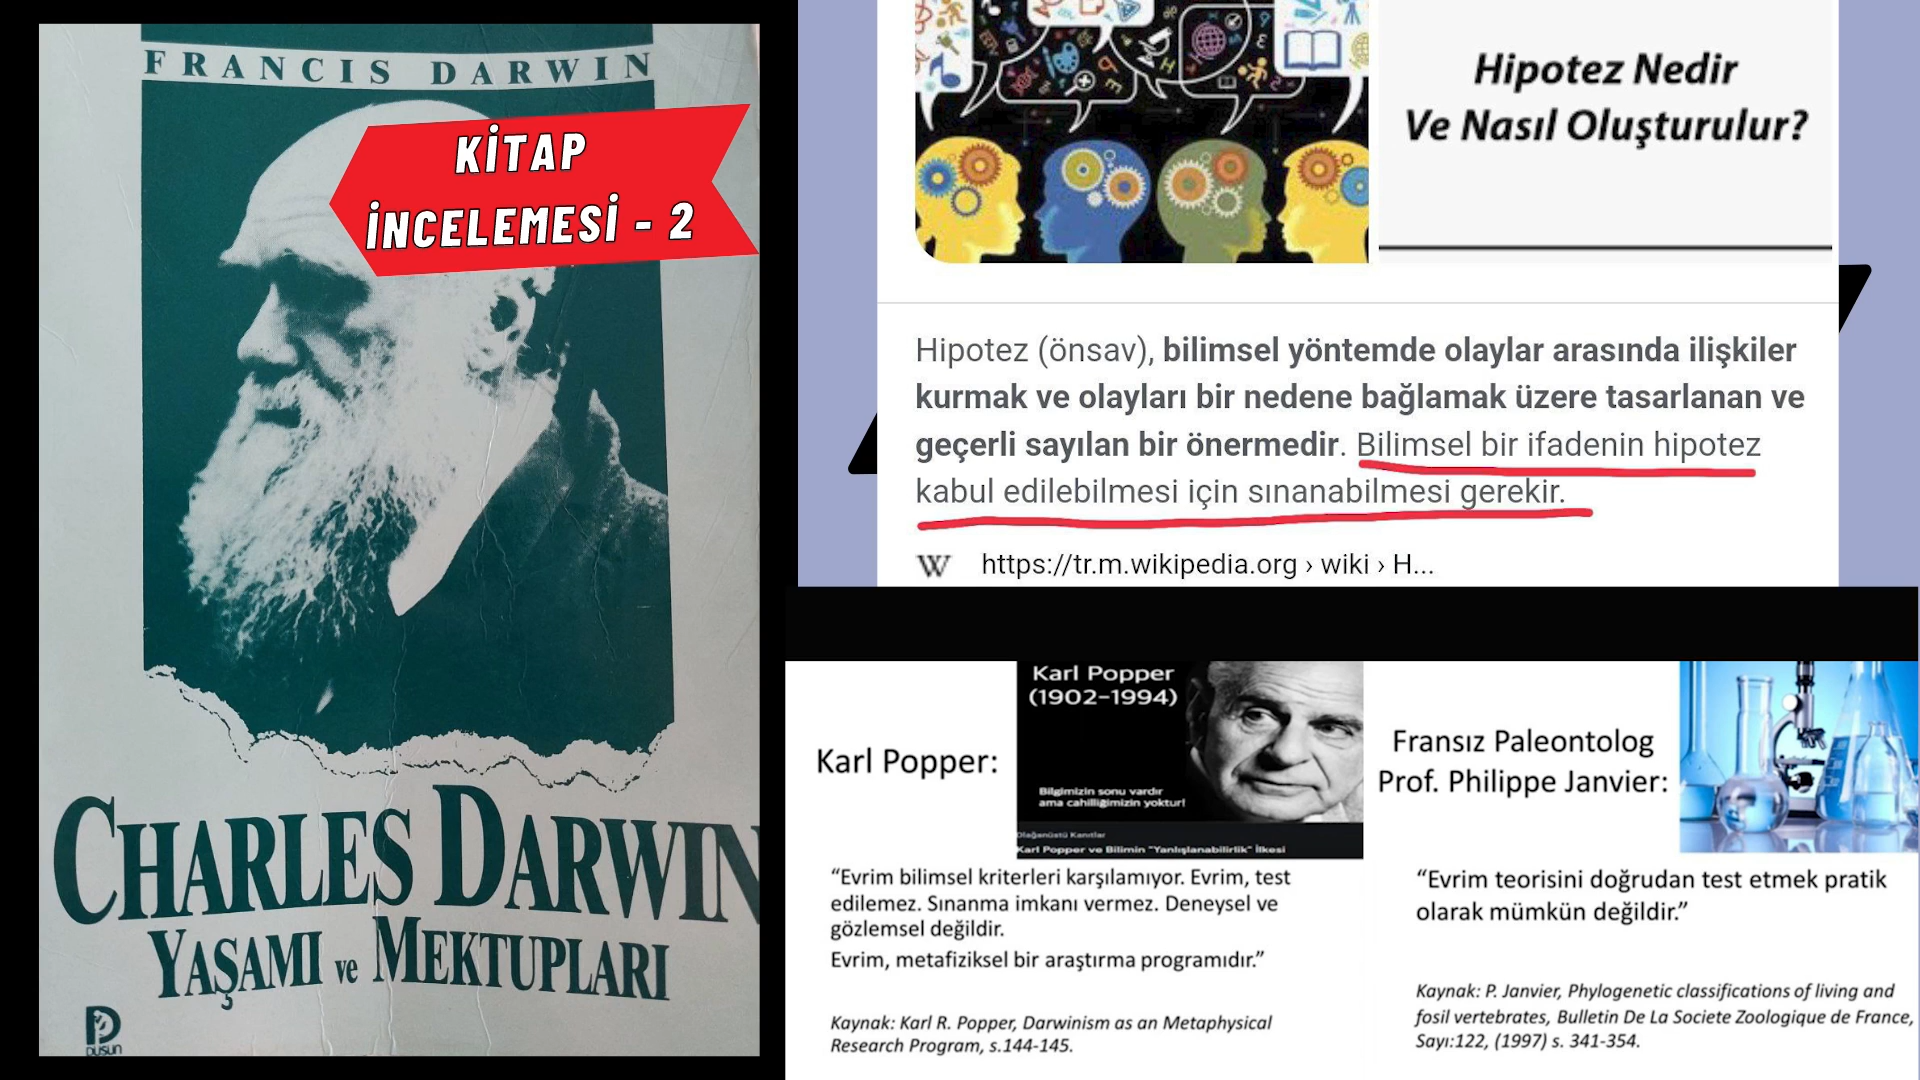 FRANCIS DARWIN
KİTAP
İNCELEMESİ - 2
CHARLES DARWIN
YAŞAMI ve MEKTUPLARI
DÜŞÜN
Hipotez Nedir
Ve Nasıl Oluşturulur?
Hipotez (önsav), bilimsel yöntemde olaylar arasında ilişkiler
kurmak ve olayları bir nedene bağlamak üzere tasarlanan ve
geçerli sayılan bir önermedir. Bilimsel bir ifadenin hipotez
kabul edilebilmesi için sınanabilmesi gerekir.
W https://tr.m.wikipedia.org › wiki › H...
Karl Popper:
Karl Popper
(1902-1994)
Bilgimizin sonu vardır
ama cahilliğimizin yoktur!
Olağanüstü Kanıtlar
Karl Popper ve Bilimin "Yanlışlanabilirlik" İlkesi
“Evrim bilimsel kriterleri karşılamıyor. Evrim, test
edilemez. Sınanma imkanı vermez. Deneysel ve
gözlemsel değildir.
Evrim, metafiziksel bir araştırma programıdır.”
Kaynak: Karl R. Popper, Darwinism as an Metaphysical
Research Program, s.144-145.
Fransız Paleontolog
Prof. Philippe Janvier:
“Evrim teorisini doğrudan test etmek pratik
olarak mümkün değildir.”
Kaynak: P. Janvier, Phylogenetic classifications of living and
fosil vertebrates, Bulletin De La Societe Zoologique de France,
Sayı:122, (1997) s. 341-354.